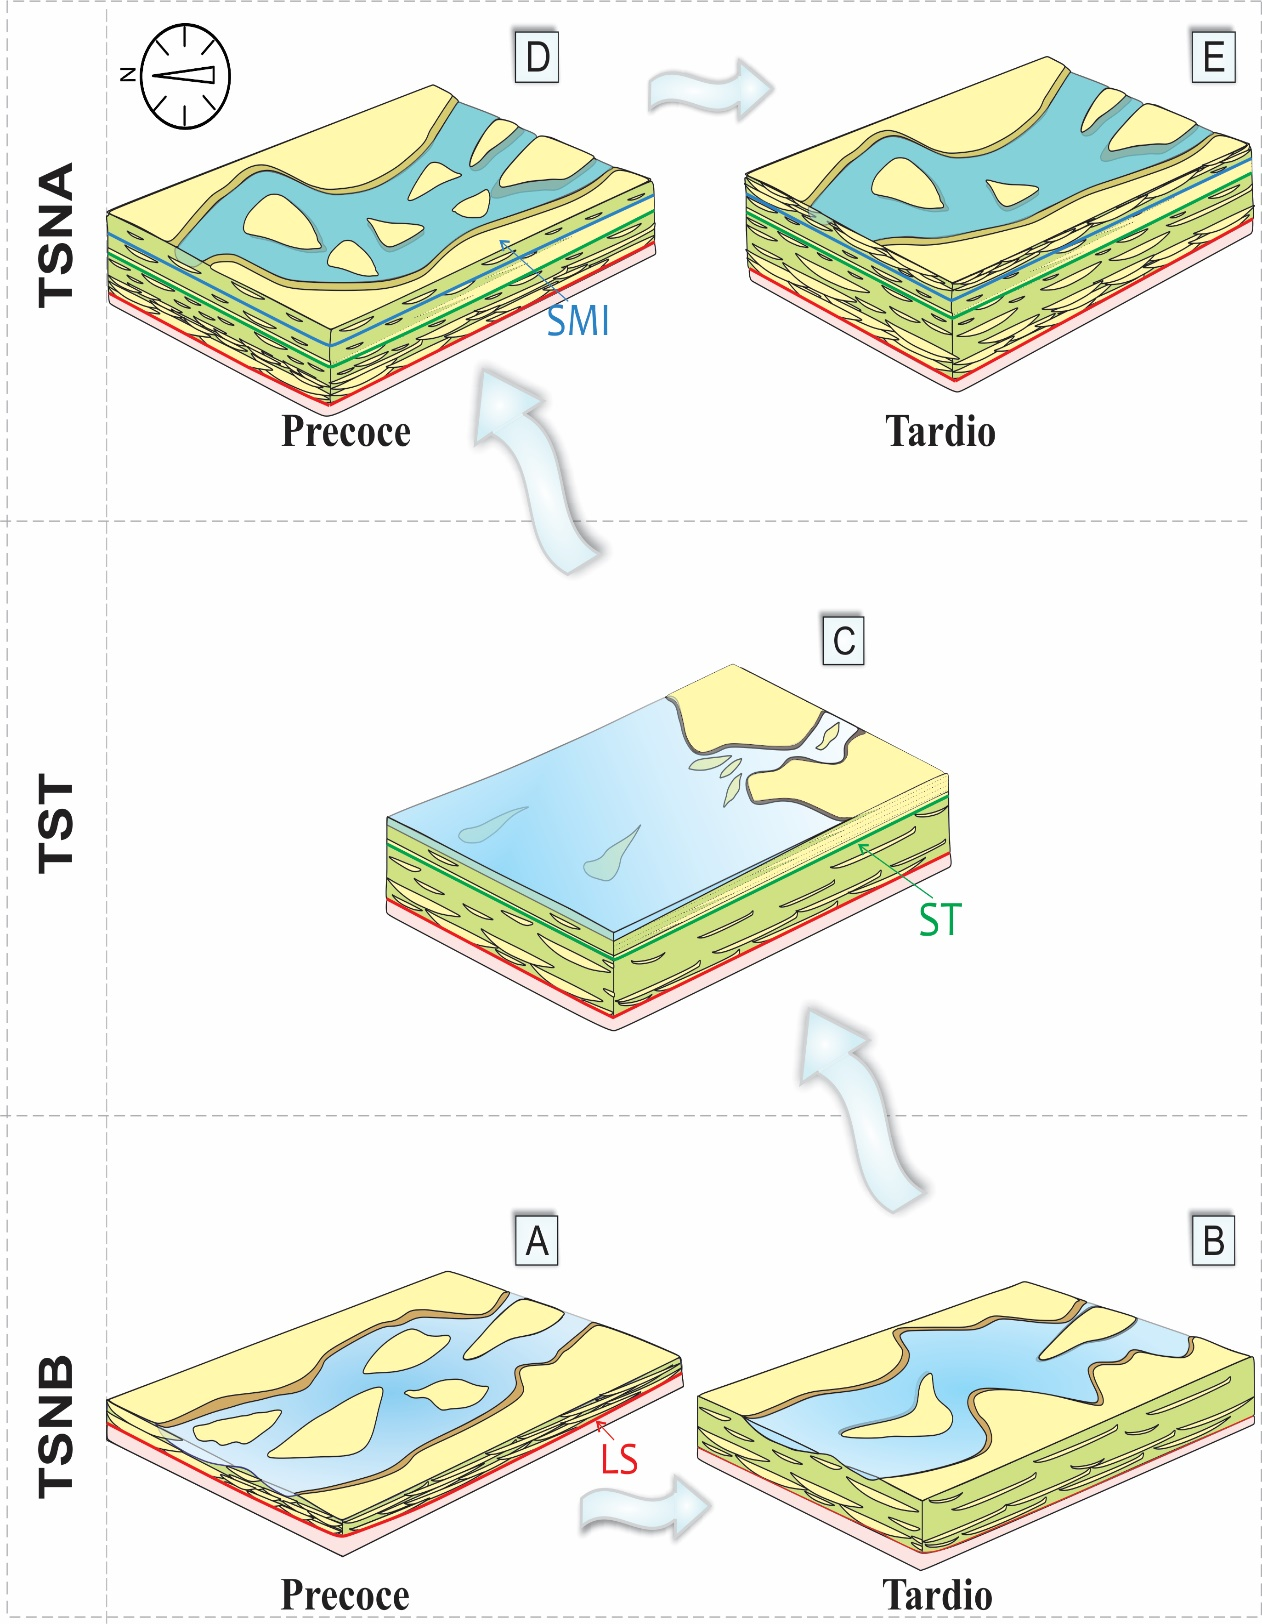 D
E
N
TSNA
SMI
Precoce
Tardio
C
TST
ST
A
B
TSNB
LS
Precoce
Tardio